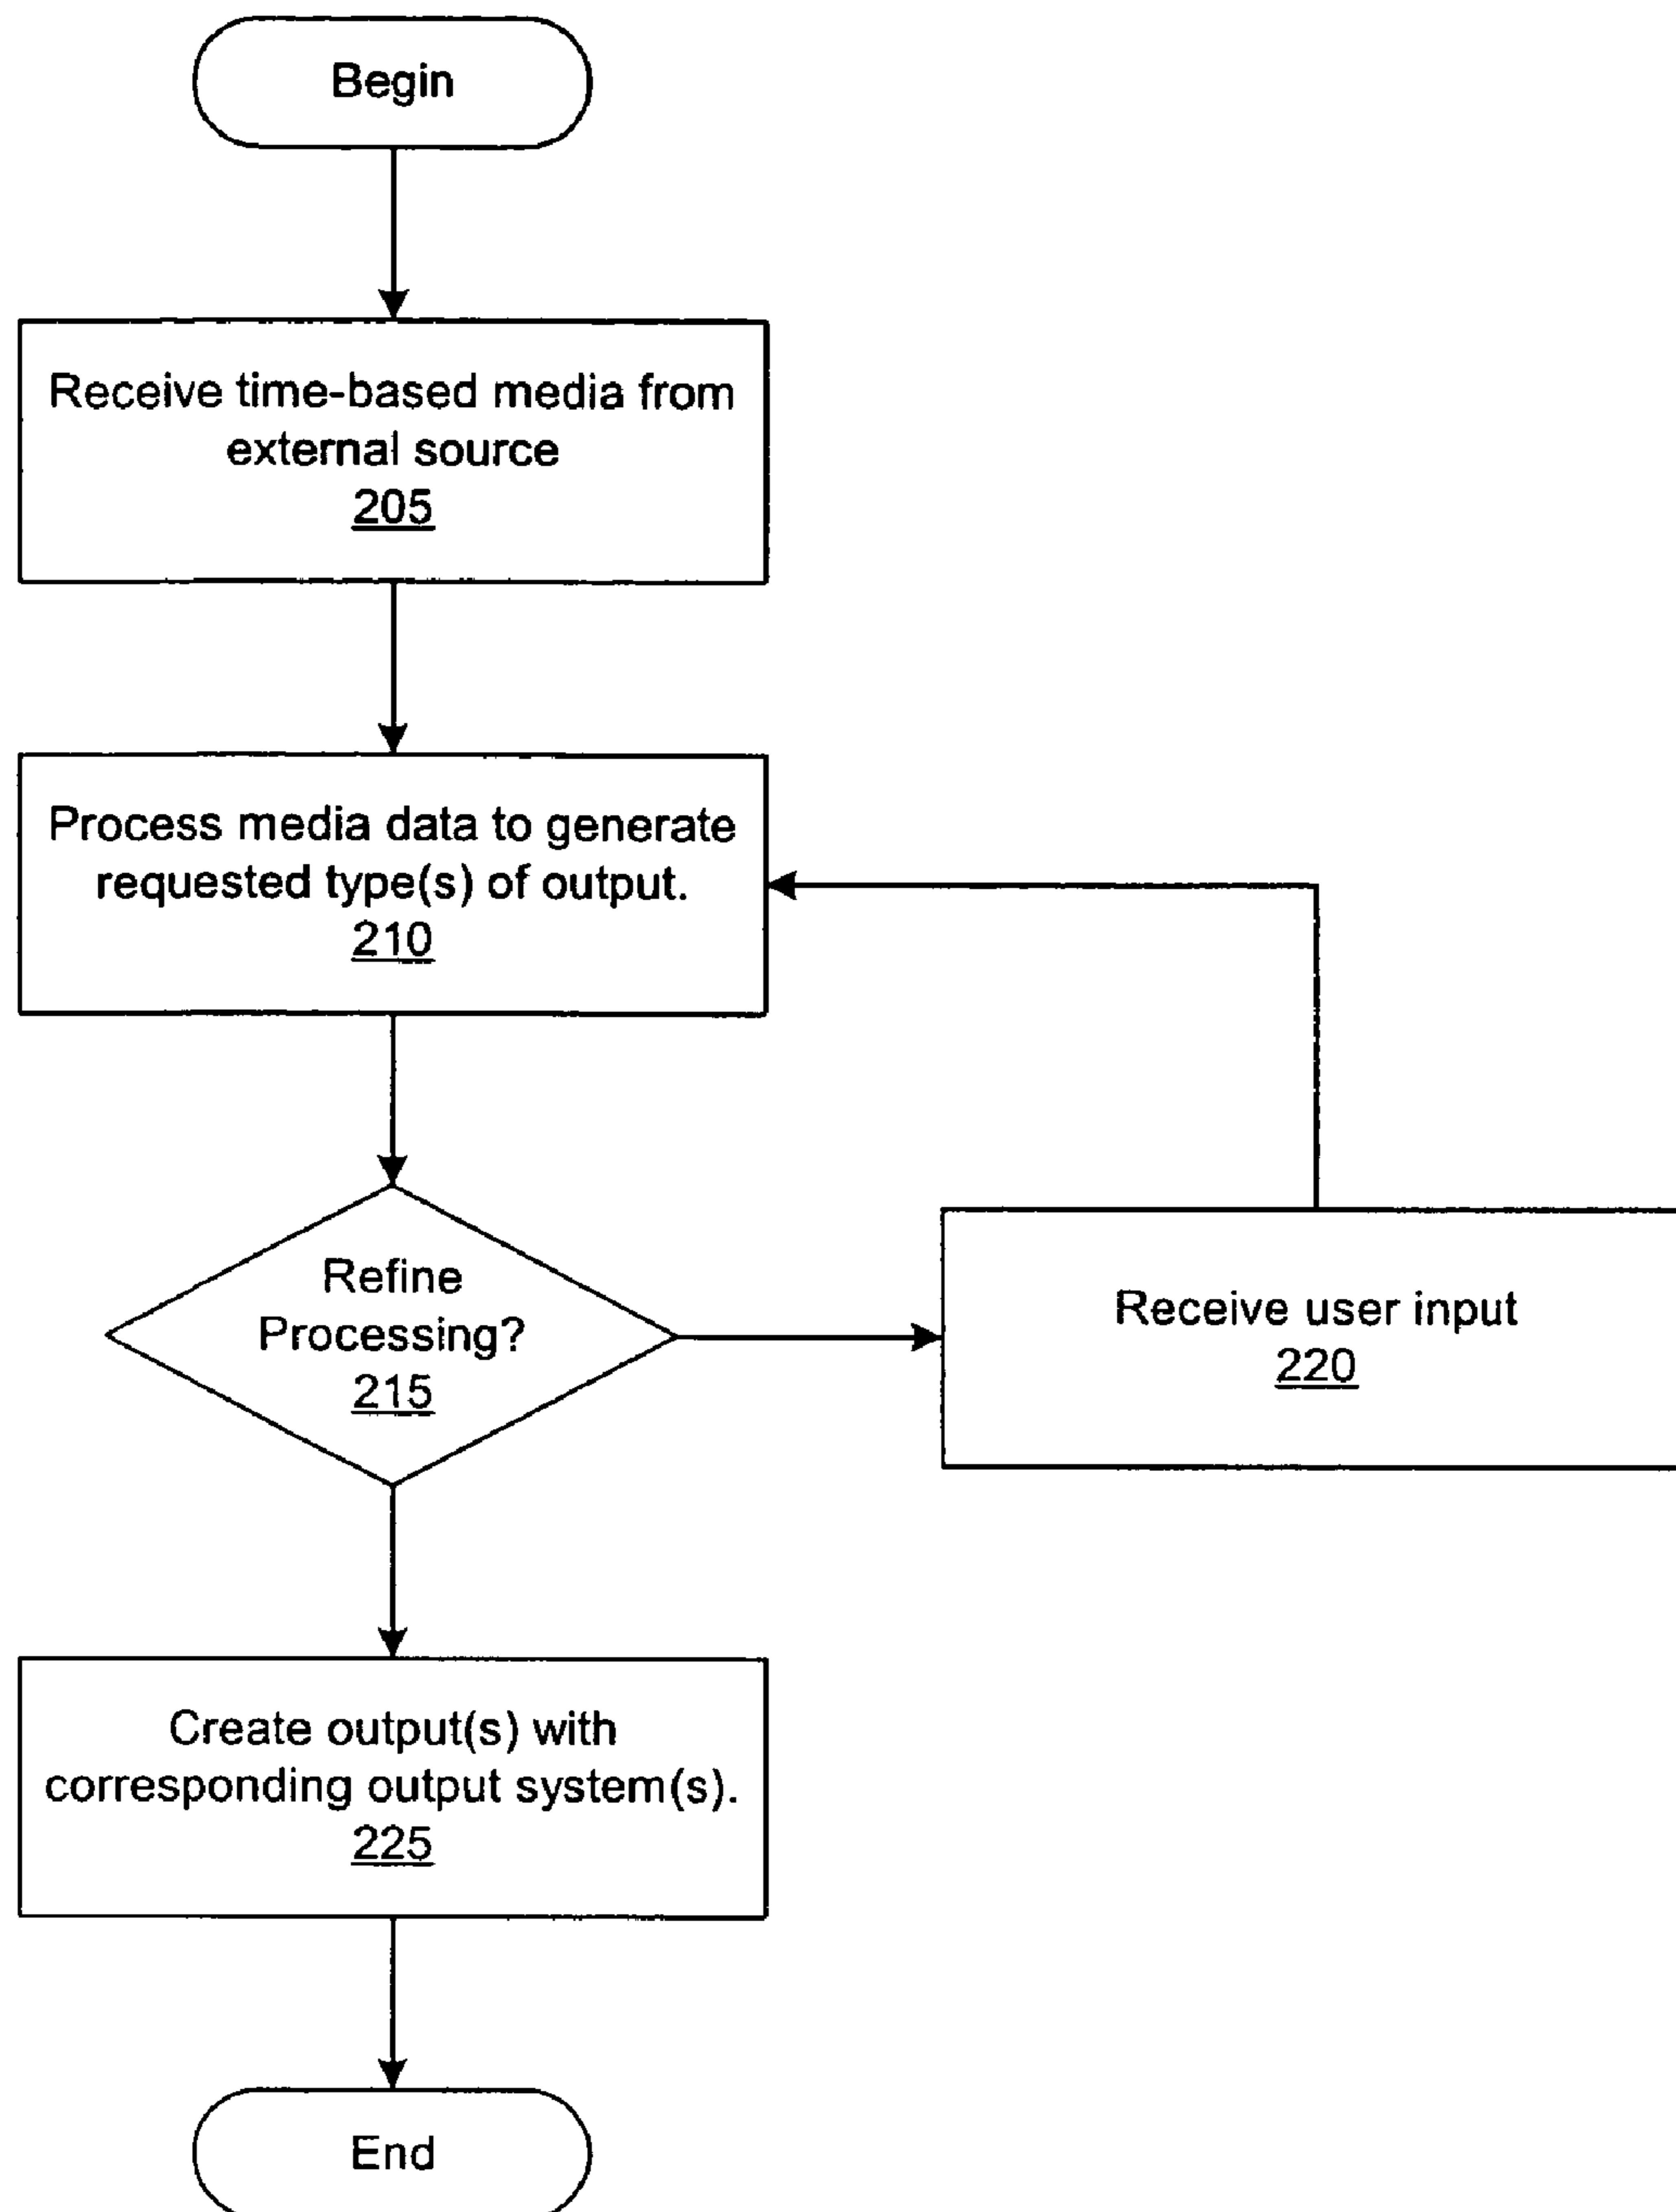 Begin
Receive time-based media from
external source
205
Process media data to generate
requested type(s) of output.
210
Refine
Processing?
215
Receive user input
220
Create output(s) with
corresponding output system(s).
225
End